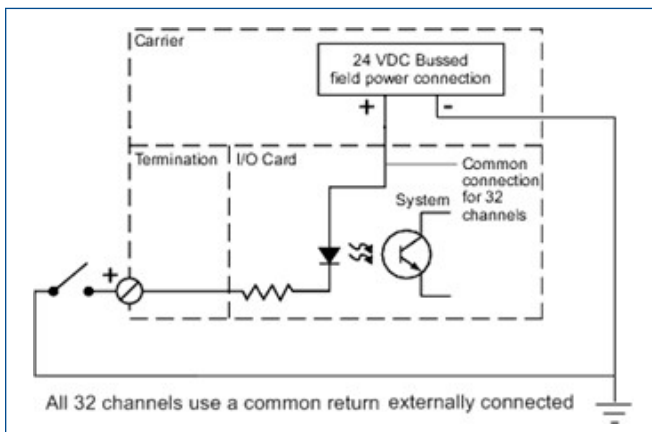 Carrier
24 VDC Bussed
field power connection
+ -
Termination
I/O Card
Common
connection
for 32
channels
System
+
All 32 channels use a common return externally connected